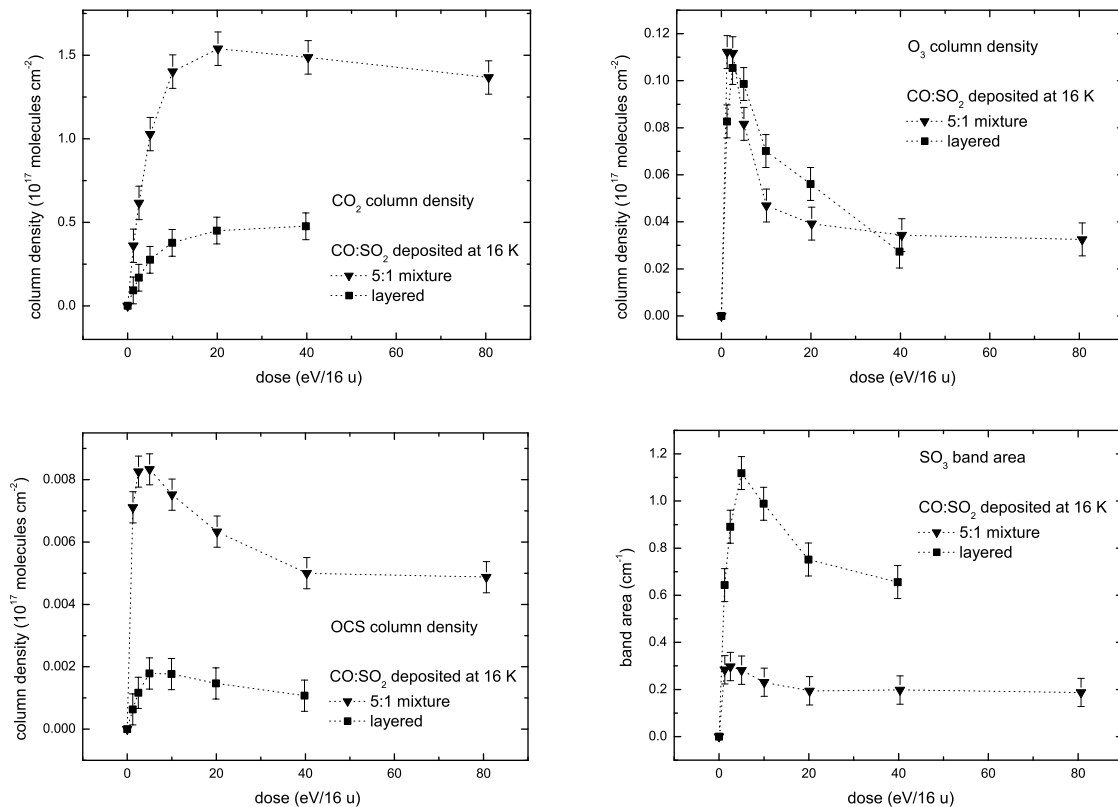 1.5
1.0
0.5
0.0
0 20 40 60 80
column density (10¹⁷ molecules cm⁻²)
dose (eV/16 u)
CO₂ column density
CO:SO₂ deposited at 16 K
5:1 mixture
layered
0.12
0.10
0.08
0.06
0.04
0.02
0.00
0 20 40 60 80
column density (10¹⁷ molecules cm⁻²)
dose (eV/16 u)
O₃ column density
CO:SO₂ deposited at 16 K
5:1 mixture
layered
0.008
0.006
0.004
0.002
0.000
0 20 40 60 80
column density (10¹⁷ molecules cm⁻²)
dose (eV/16 u)
OCS column density
CO:SO₂ deposited at 16 K
5:1 mixture
layered
1.2
1.0
0.8
0.6
0.4
0.2
0.0
0 20 40 60 80
band area (cm⁻¹)
dose (eV/16 u)
SO₃ band area
CO:SO₂ deposited at 16 K
5:1 mixture
layered